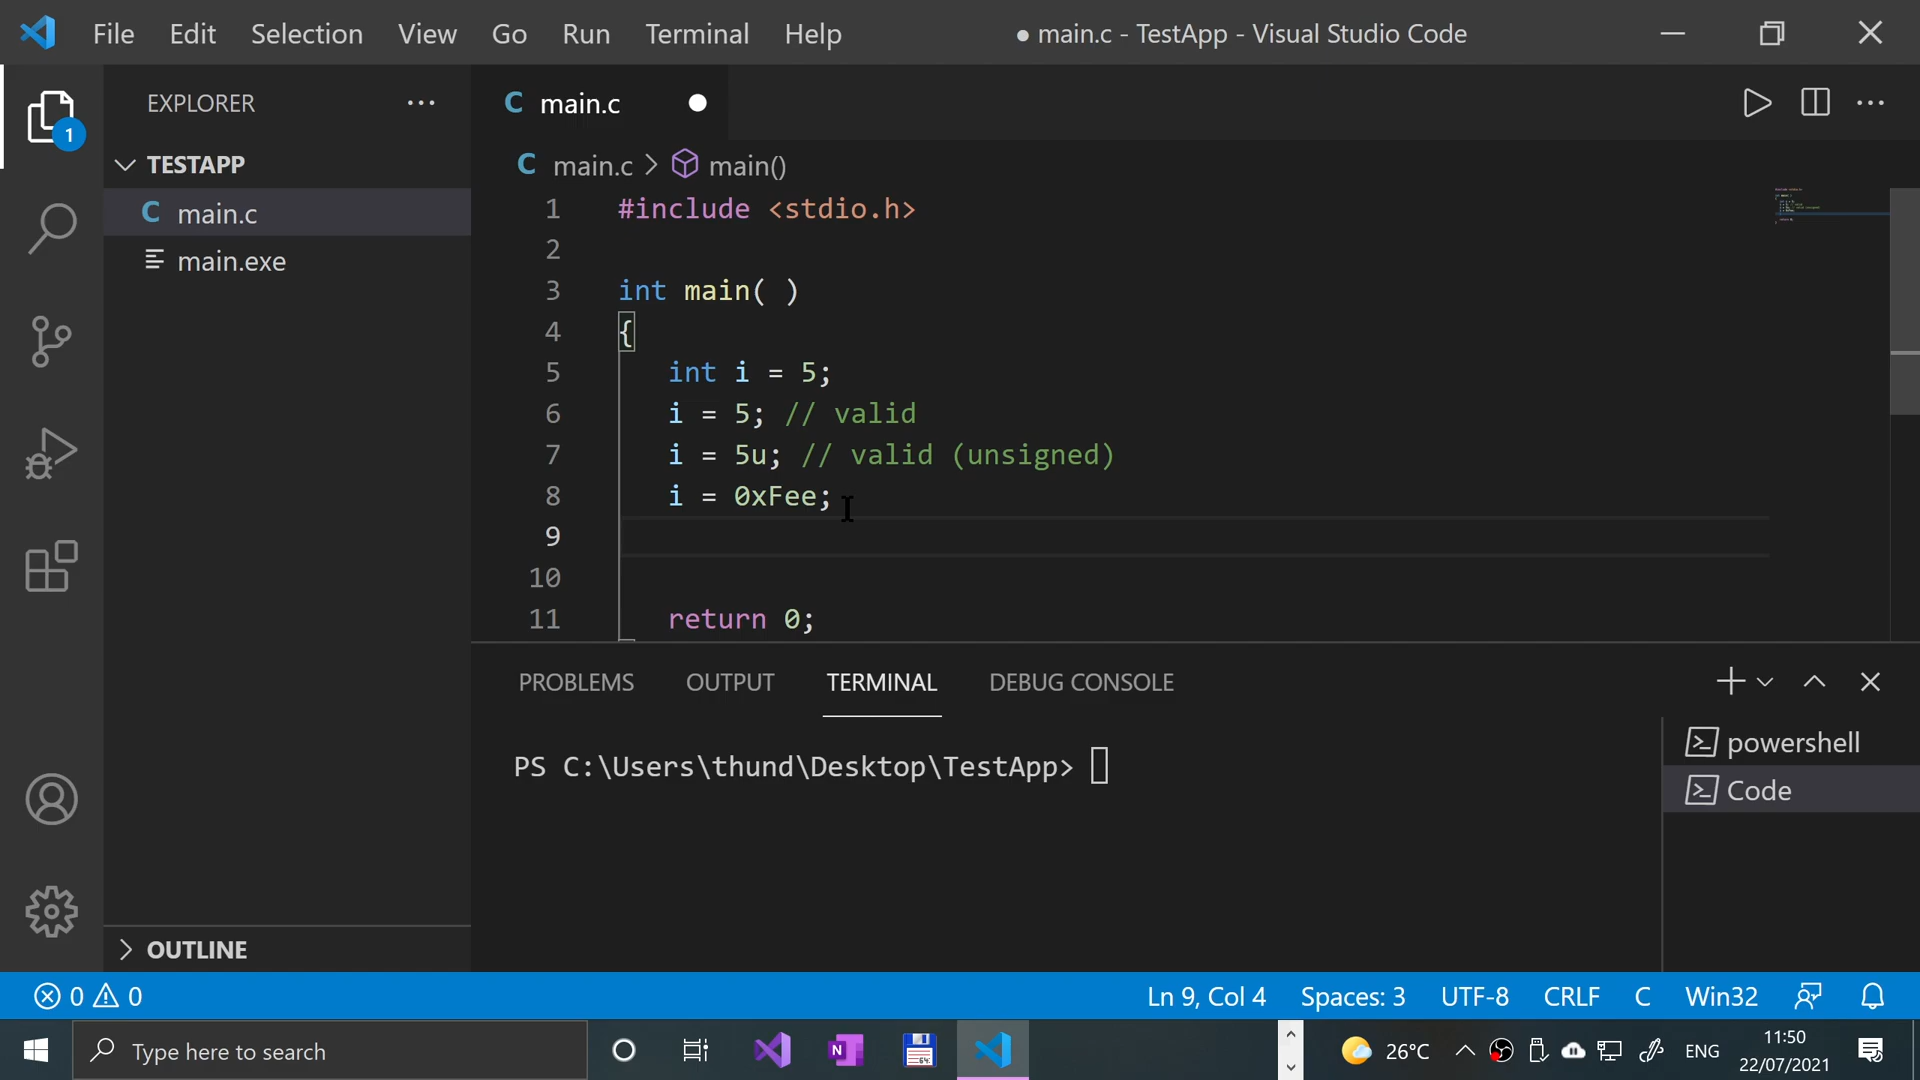 File Edit Selection View Go Run Terminal Help ● main.c - TestApp - Visual Studio Code
EXPLORER
TESTAPP
C main.c
main.exe
OUTLINE
1
C main.c
C main.c > main()
1 #include <stdio.h>
2
3 int main( )
4 {
5 int i = 5;
6 i = 5; // valid
7 i = 5u; // valid (unsigned)
8 i = 0xFee;
9
10
11 return 0;
PROBLEMS OUTPUT TERMINAL DEBUG CONSOLE
PS C:\Users\thund\Desktop\TestApp>
powershell
Code
0 0 Ln 9, Col 4 Spaces: 3 UTF-8 CRLF C Win32
Type here to search
N
64
26°C
ENG
11:50
22/07/2021